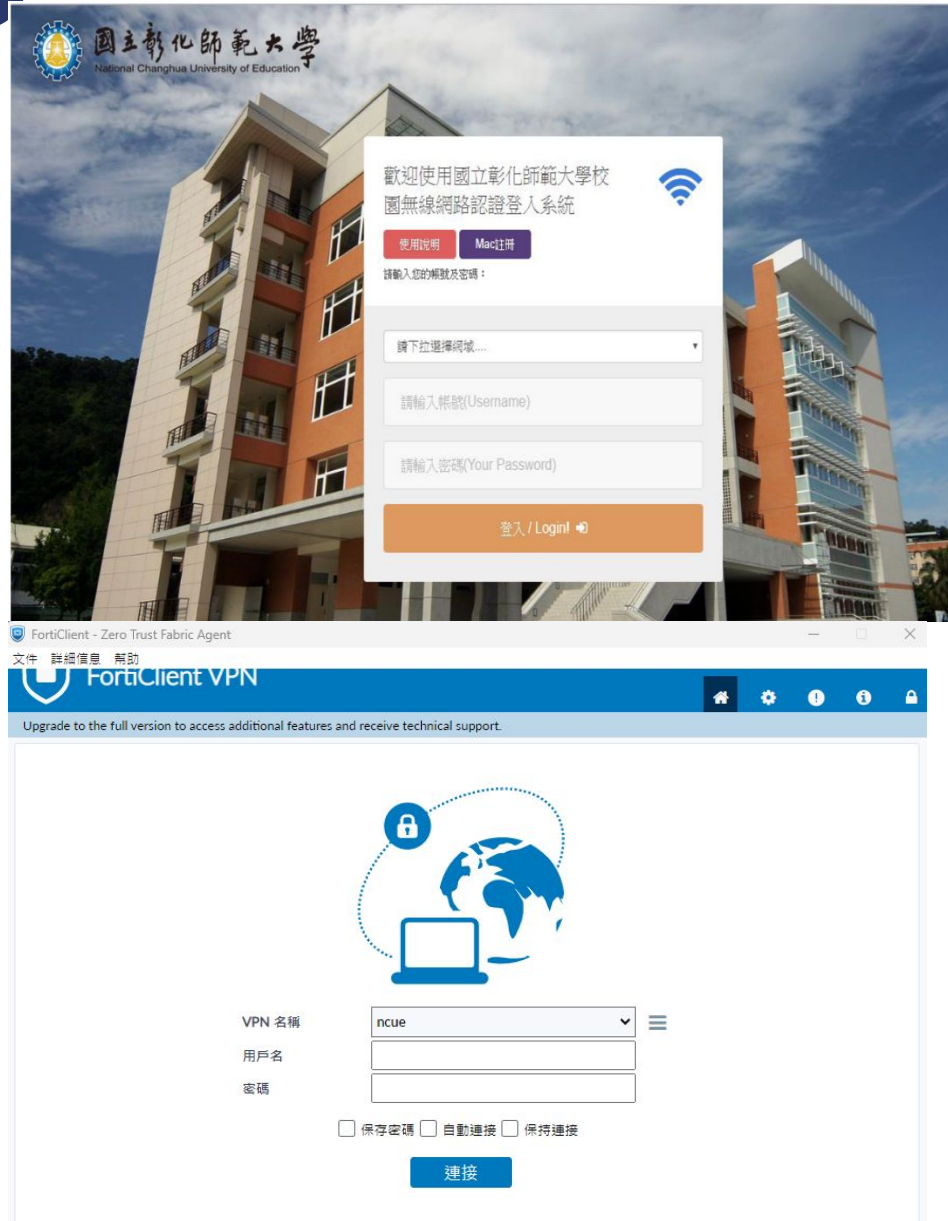 國立彰化師範大學
National Changhua University of Education
歡迎使用國立彰化師範大學校
園無線網路認證登入系統
使用說明 Mac註冊
請輸入您的帳號及密碼：
請下拉選擇網域....
請輸入帳號(Username)
請輸入密碼(Your Password)
登入 / Login!
FortiClient - Zero Trust Fabric Agent
文件 詳細信息 幫助
FortiClient VPN
Upgrade to the full version to access additional features and receive technical support.
VPN 名稱 ncue
用戶名
密碼
保存密碼 自動連接 保持連接
連接